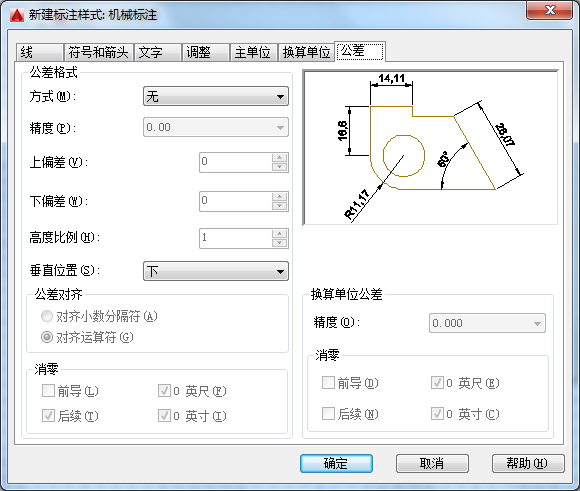 新建标注样式: 机械标注
线 符号和箭头 文字 调整 主单位 换算单位 公差
公差格式
方式(M): 无
精度(P): 0.00
上偏差(V): 0
下偏差(W): 0
高度比例(H): 1
垂直位置(S): 下
公差对齐
对齐小数分隔符(A)
对齐运算符(G)
消零
前导(L) 0 英尺(F)
后续(T) 0 英寸(I)
14,11
16,6
28,07
60°
R11,17
换算单位公差
精度(O): 0.000
消零
前导(D) 0 英尺(E)
后续(N) 0 英寸(C)
确定 取消 帮助(H)